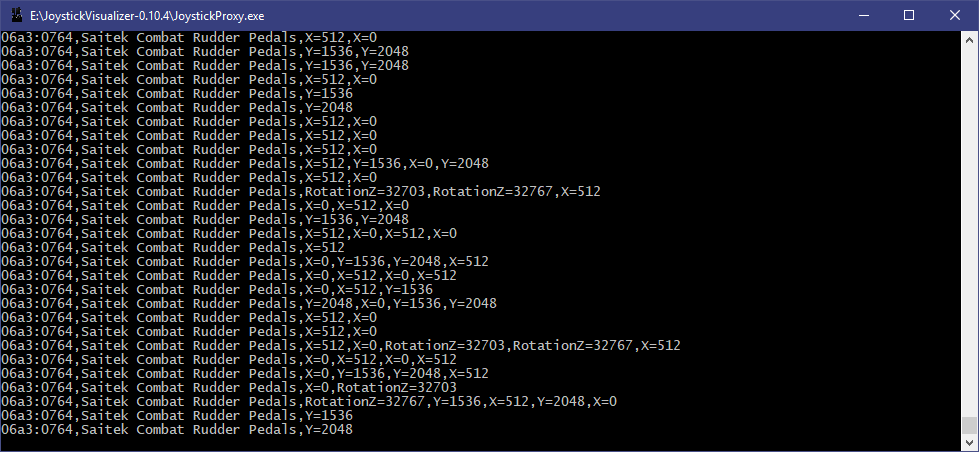 E:\JoystickVisualizer-0.10.4\JoystickProxy.exe
06a3:0764,Saitek Combat Rudder Pedals,X=512,X=0
06a3:0764,Saitek Combat Rudder Pedals,Y=1536,Y=2048
06a3:0764,Saitek Combat Rudder Pedals,Y=1536,Y=2048
06a3:0764,Saitek Combat Rudder Pedals,X=512,X=0
06a3:0764,Saitek Combat Rudder Pedals,Y=1536
06a3:0764,Saitek Combat Rudder Pedals,Y=2048
06a3:0764,Saitek Combat Rudder Pedals,X=512,X=0
06a3:0764,Saitek Combat Rudder Pedals,X=512,X=0
06a3:0764,Saitek Combat Rudder Pedals,X=512,X=0
06a3:0764,Saitek Combat Rudder Pedals,X=512,Y=1536,X=0,Y=2048
06a3:0764,Saitek Combat Rudder Pedals,X=512,X=0
06a3:0764,Saitek Combat Rudder Pedals,RotationZ=32703,RotationZ=32767,X=512
06a3:0764,Saitek Combat Rudder Pedals,X=0,X=512,X=0
06a3:0764,Saitek Combat Rudder Pedals,Y=1536,Y=2048
06a3:0764,Saitek Combat Rudder Pedals,X=512,X=0,X=512,X=0
06a3:0764,Saitek Combat Rudder Pedals,X=512
06a3:0764,Saitek Combat Rudder Pedals,X=0,Y=1536,Y=2048,X=512
06a3:0764,Saitek Combat Rudder Pedals,X=0,X=512,X=0,X=512
06a3:0764,Saitek Combat Rudder Pedals,X=0,X=512,Y=1536
06a3:0764,Saitek Combat Rudder Pedals,Y=2048,X=0,Y=1536,Y=2048
06a3:0764,Saitek Combat Rudder Pedals,X=512,X=0
06a3:0764,Saitek Combat Rudder Pedals,X=512,X=0
06a3:0764,Saitek Combat Rudder Pedals,X=512,X=0,RotationZ=32703,RotationZ=32767,X=512
06a3:0764,Saitek Combat Rudder Pedals,X=0,X=512,X=0,X=512
06a3:0764,Saitek Combat Rudder Pedals,X=0,Y=1536,Y=2048,X=512
06a3:0764,Saitek Combat Rudder Pedals,X=0,RotationZ=32703
06a3:0764,Saitek Combat Rudder Pedals,RotationZ=32767,Y=1536,X=512,Y=2048,X=0
06a3:0764,Saitek Combat Rudder Pedals,Y=1536
06a3:0764,Saitek Combat Rudder Pedals,Y=2048